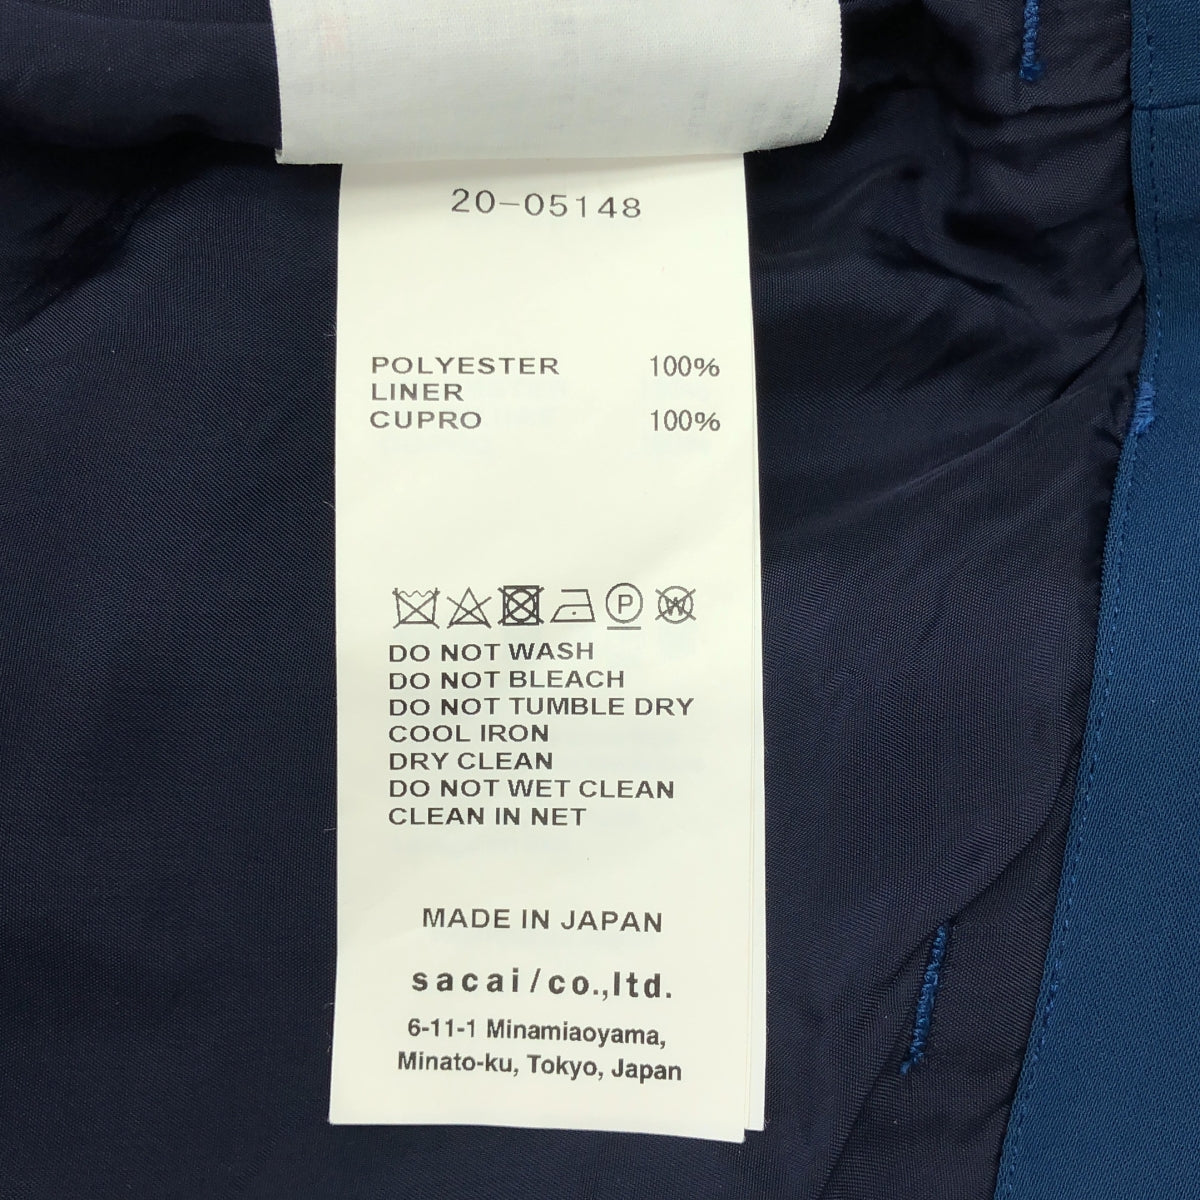 20-05148
POLYESTER 100%
LINER
CUPRO 100%
P W
DO NOT WASH
DO NOT BLEACH
DO NOT TUMBLE DRY
COOL IRON
DRY CLEAN
DO NOT WET CLEAN
CLEAN IN NET
MADE IN JAPAN
sacai/co.,ltd.
6-11-1 Minamiaoyama,
Minato-ku, Tokyo, Japan